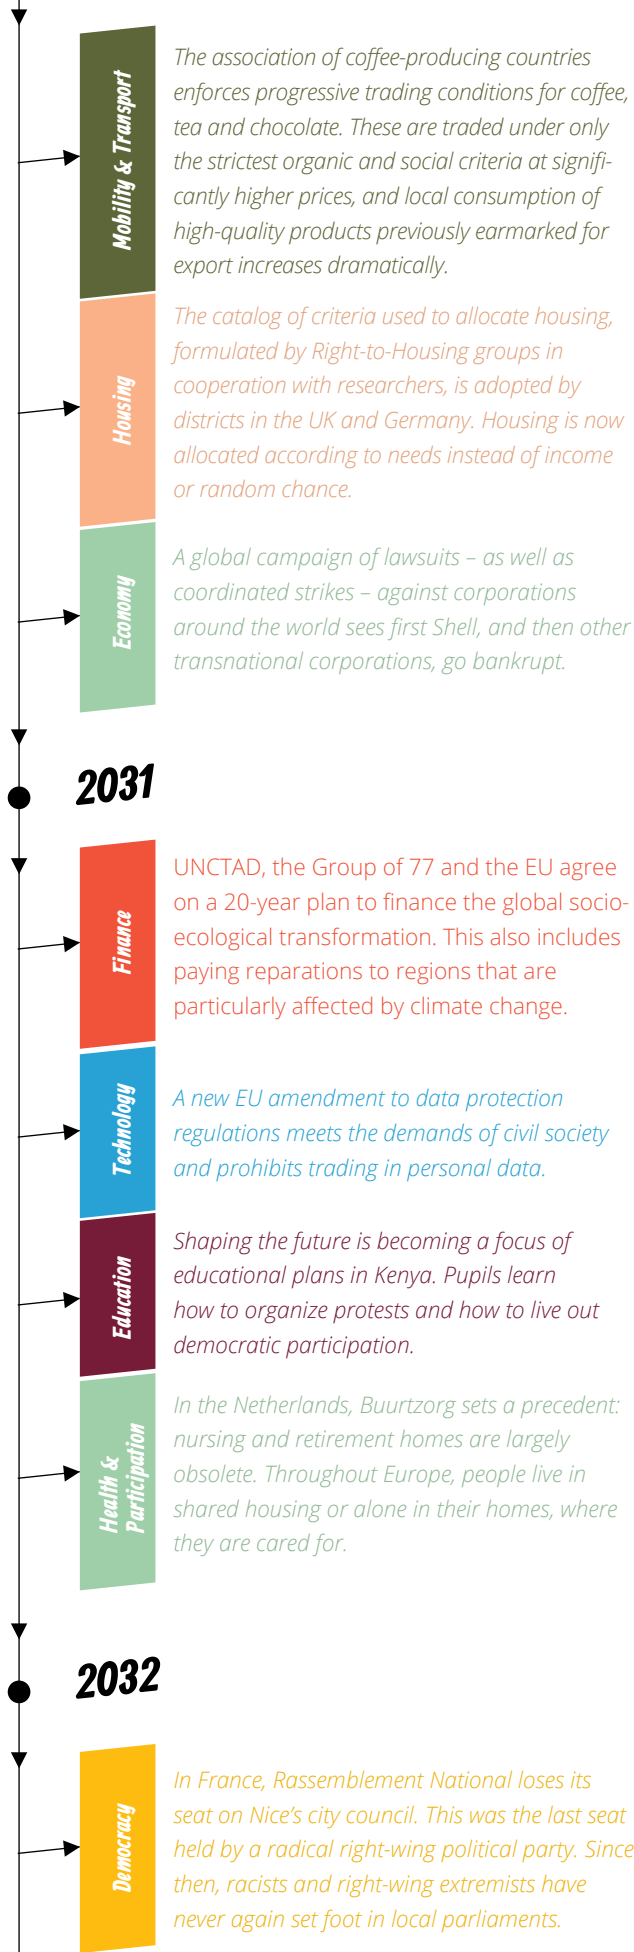 Mobility & Transport
The association of coffee-producing countries
enforces progressive trading conditions for coffee,
tea and chocolate. These are traded under only
the strictest organic and social criteria at signifi-
cantly higher prices, and local consumption of
high-quality products previously earmarked for
export increases dramatically.
Housing
The catalog of criteria used to allocate housing,
formulated by Right-to-Housing groups in
cooperation with researchers, is adopted by
districts in the UK and Germany. Housing is now
allocated according to needs instead of income
or random chance.
Economy
A global campaign of lawsuits – as well as
coordinated strikes – against corporations
around the world sees first Shell, and then other
transnational corporations, go bankrupt.
2031
Finance
UNCTAD, the Group of 77 and the EU agree
on a 20-year plan to finance the global socio-
ecological transformation. This also includes
paying reparations to regions that are
particularly affected by climate change.
Technology
A new EU amendment to data protection
regulations meets the demands of civil society
and prohibits trading in personal data.
Education
Shaping the future is becoming a focus of
educational plans in Kenya. Pupils learn
how to organize protests and how to live out
democratic participation.
Health &
Participation
In the Netherlands, Buurtzorg sets a precedent:
nursing and retirement homes are largely
obsolete. Throughout Europe, people live in
shared housing or alone in their homes, where
they are cared for.
2032
Democracy
In France, Rassemblement National loses its
seat on Nice’s city council. This was the last seat
held by a radical right-wing political party. Since
then, racists and right-wing extremists have
never again set foot in local parliaments.